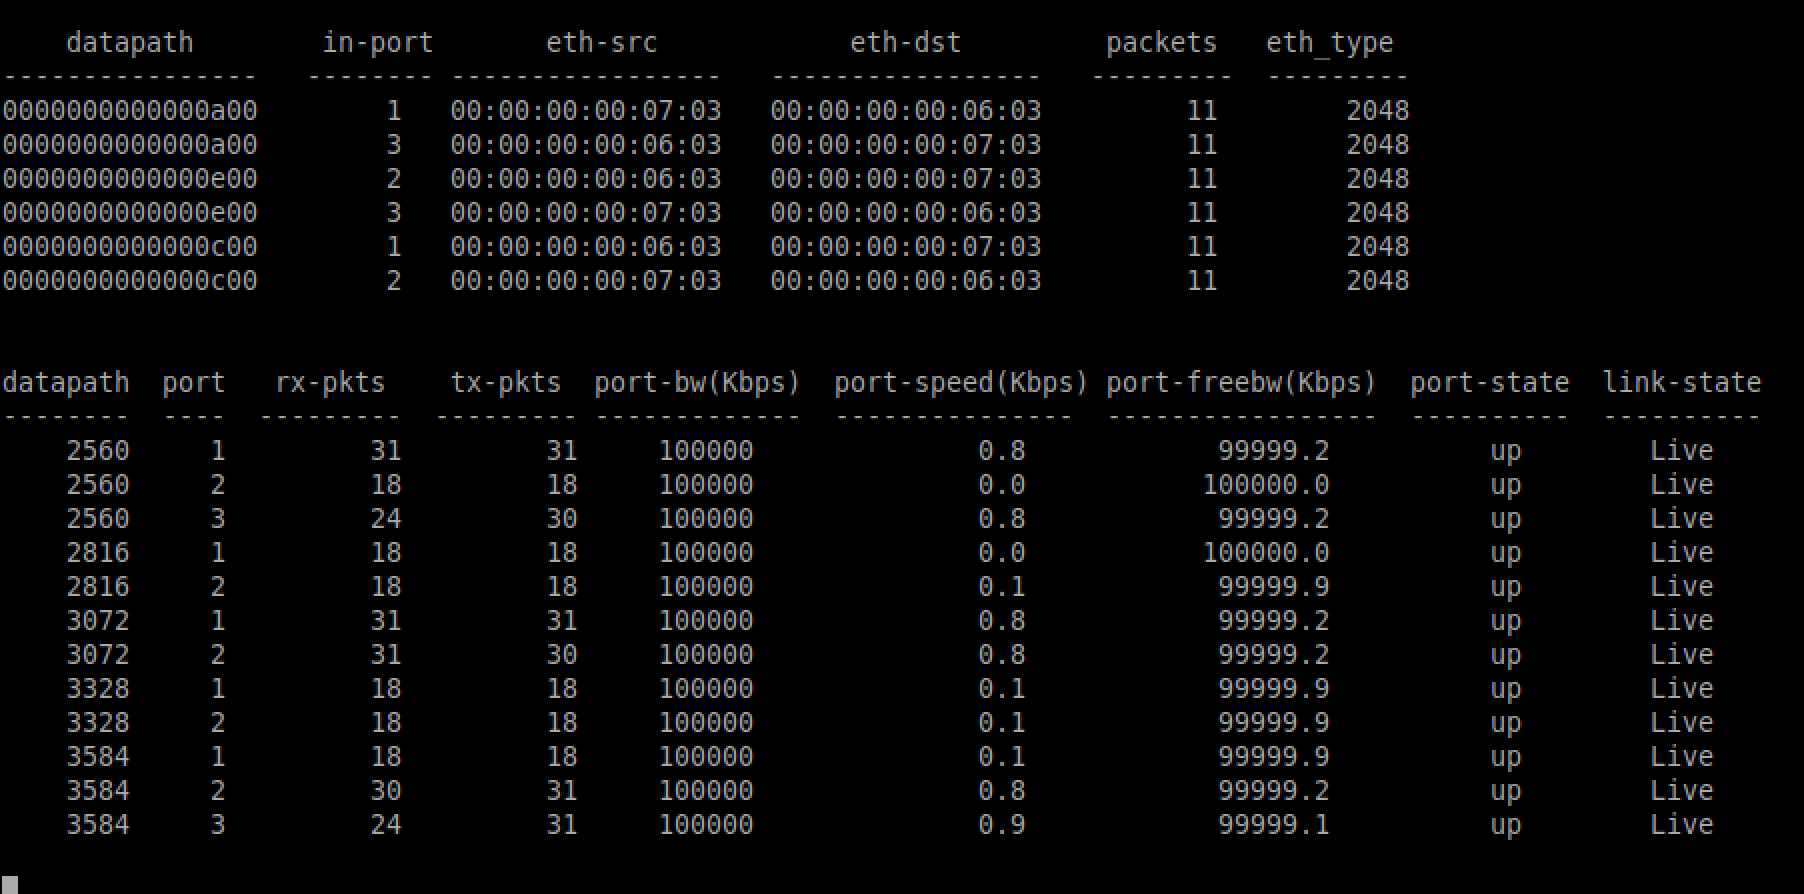 datapath in-port eth-src eth-dst packets eth_type
---------------- -------- ----------------- ----------------- --------- ---------
0000000000000a00 1 00:00:00:00:07:03 00:00:00:00:06:03 11 2048
0000000000000a00 3 00:00:00:00:06:03 00:00:00:00:07:03 11 2048
0000000000000e00 2 00:00:00:00:06:03 00:00:00:00:07:03 11 2048
0000000000000e00 3 00:00:00:00:07:03 00:00:00:00:06:03 11 2048
0000000000000c00 1 00:00:00:00:06:03 00:00:00:00:07:03 11 2048
0000000000000c00 2 00:00:00:00:07:03 00:00:00:00:06:03 11 2048
datapath port rx-pkts tx-pkts port-bw(Kbps) port-speed(Kbps) port-freebw(Kbps) port-state link-state
-------- ---- --------- --------- ------------- --------------- ----------------- ---------- ----------
2560 1 31 31 100000 0.8 99999.2 up Live
2560 2 18 18 100000 0.0 100000.0 up Live
2560 3 24 30 100000 0.8 99999.2 up Live
2816 1 18 18 100000 0.0 100000.0 up Live
2816 2 18 18 100000 0.1 99999.9 up Live
3072 1 31 31 100000 0.8 99999.2 up Live
3072 2 31 30 100000 0.8 99999.2 up Live
3328 1 18 18 100000 0.1 99999.9 up Live
3328 2 18 18 100000 0.1 99999.9 up Live
3584 1 18 18 100000 0.1 99999.9 up Live
3584 2 30 31 100000 0.8 99999.2 up Live
3584 3 24 31 100000 0.9 99999.1 up Live